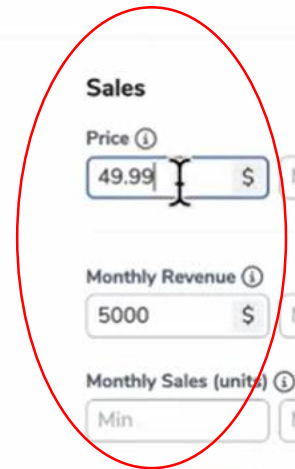 Sales
Price
49.99 $
Monthly Revenue
5000 $
Monthly Sales (units)
Min